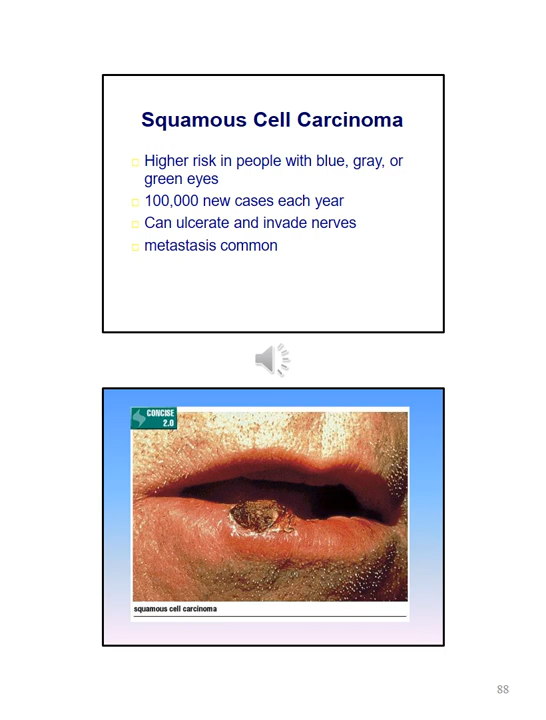 Squamous Cell Carcinoma
Higher risk in people with blue, gray, or
green eyes
100,000 new cases each year
Can ulcerate and invade nerves
metastasis common
CONCISE
2.0
squamous cell carcinoma
88